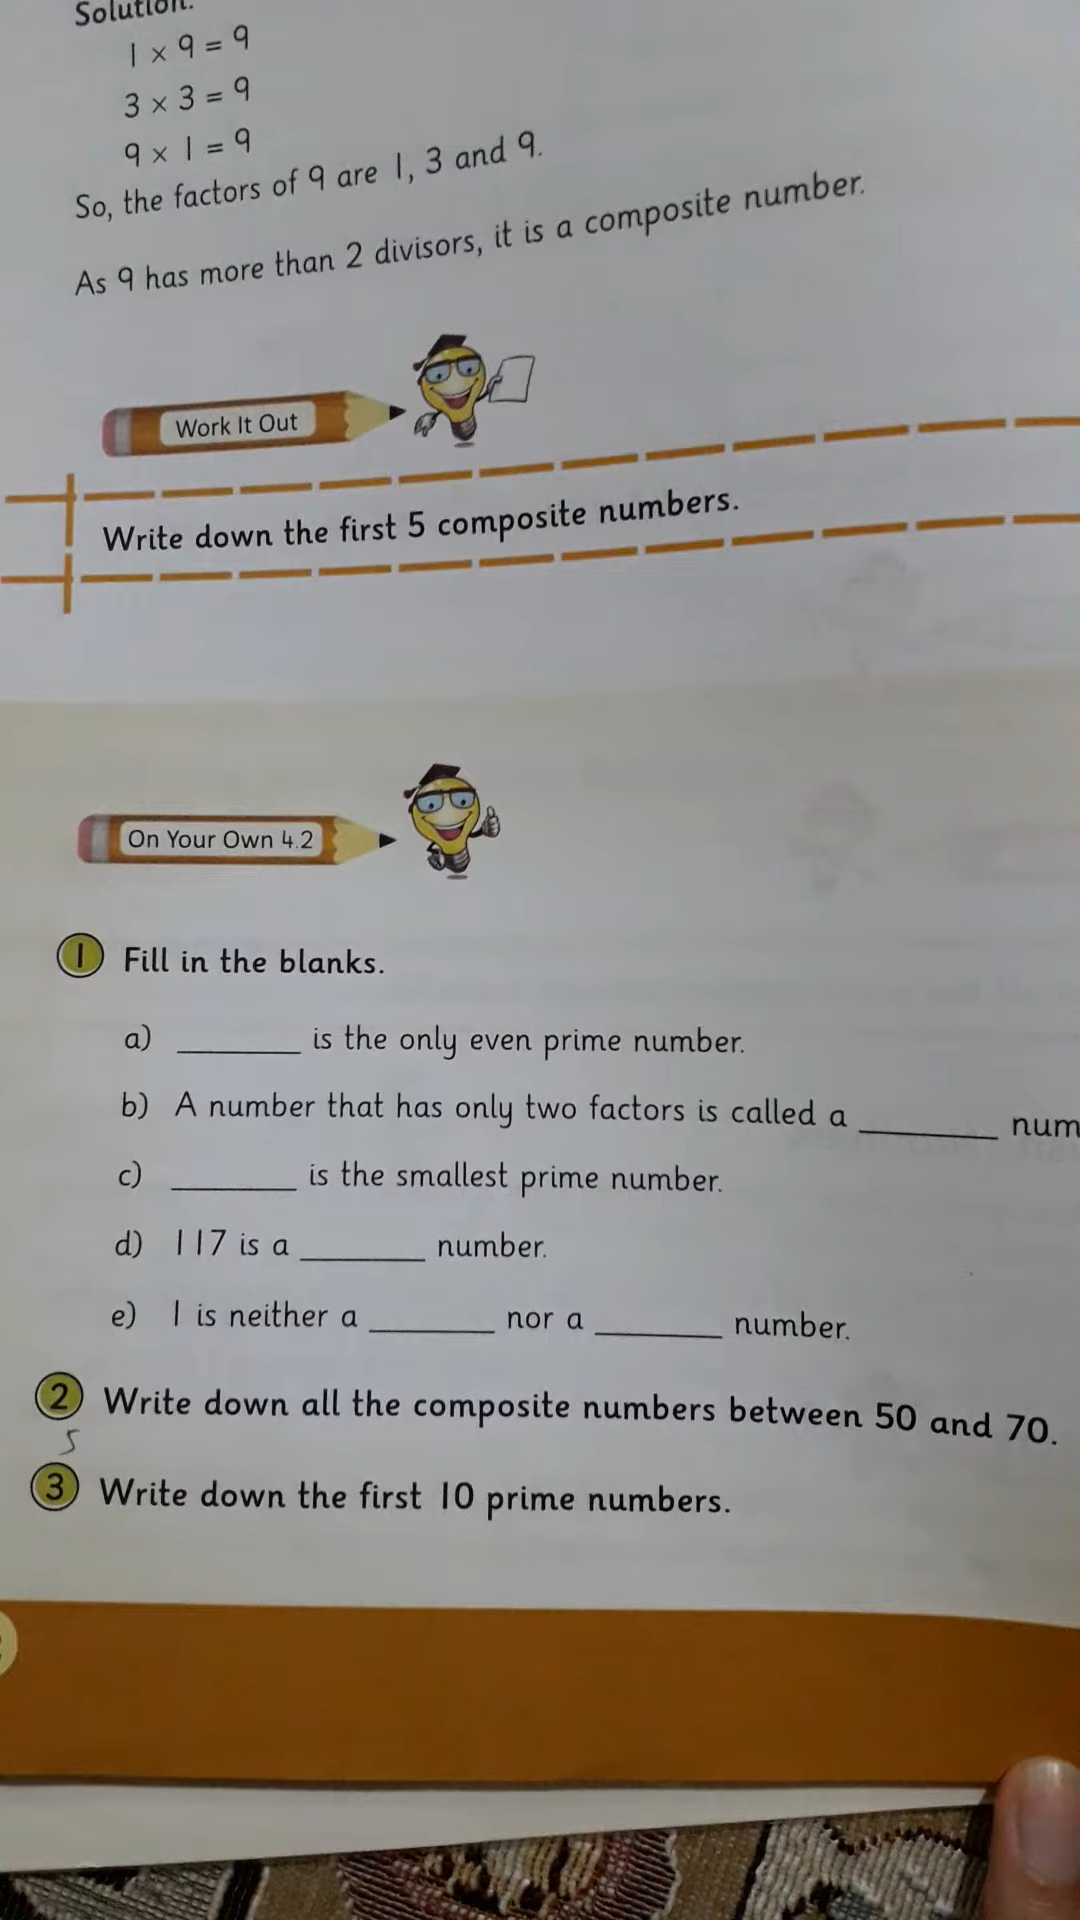 Solution:
1 × 9 = 9
3 × 3 = 9
9 × 1 = 9
So, the factors of 9 are 1, 3 and 9.
As 9 has more than 2 divisors, it is a composite number.
Work It Out
Write down the first 5 composite numbers.
On Your Own 4.2
1 Fill in the blanks.
a) ________ is the only even prime number.
b) A number that has only two factors is called a ________ num
c) ________ is the smallest prime number.
d) 117 is a ________ number.
e) 1 is neither a ________ nor a ________ number.
2 Write down all the composite numbers between 50 and 70.
5
3 Write down the first 10 prime numbers.